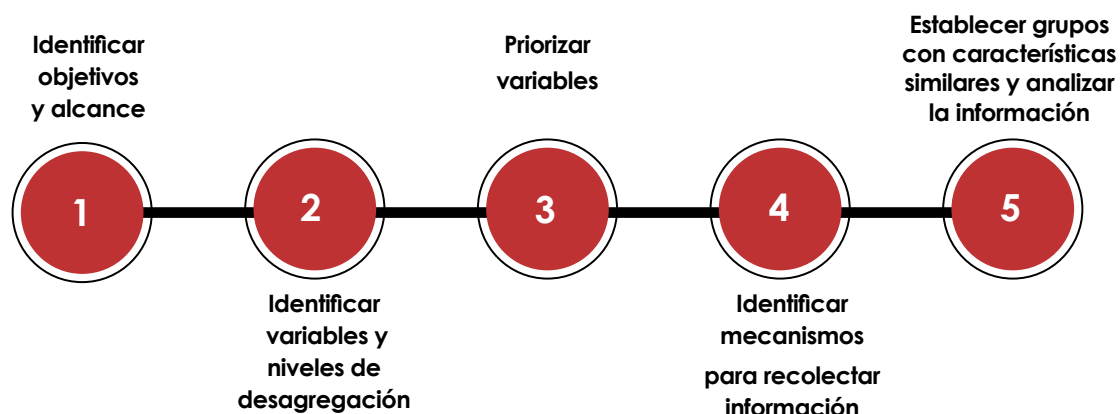 Identificar
objetivos
y alcance
Priorizar
variables
Establecer grupos
con características
similares y analizar
la información
1
2
3
4
5
Identificar
variables y
niveles de
desagregación
Identificar
mecanismos
para recolectar
información